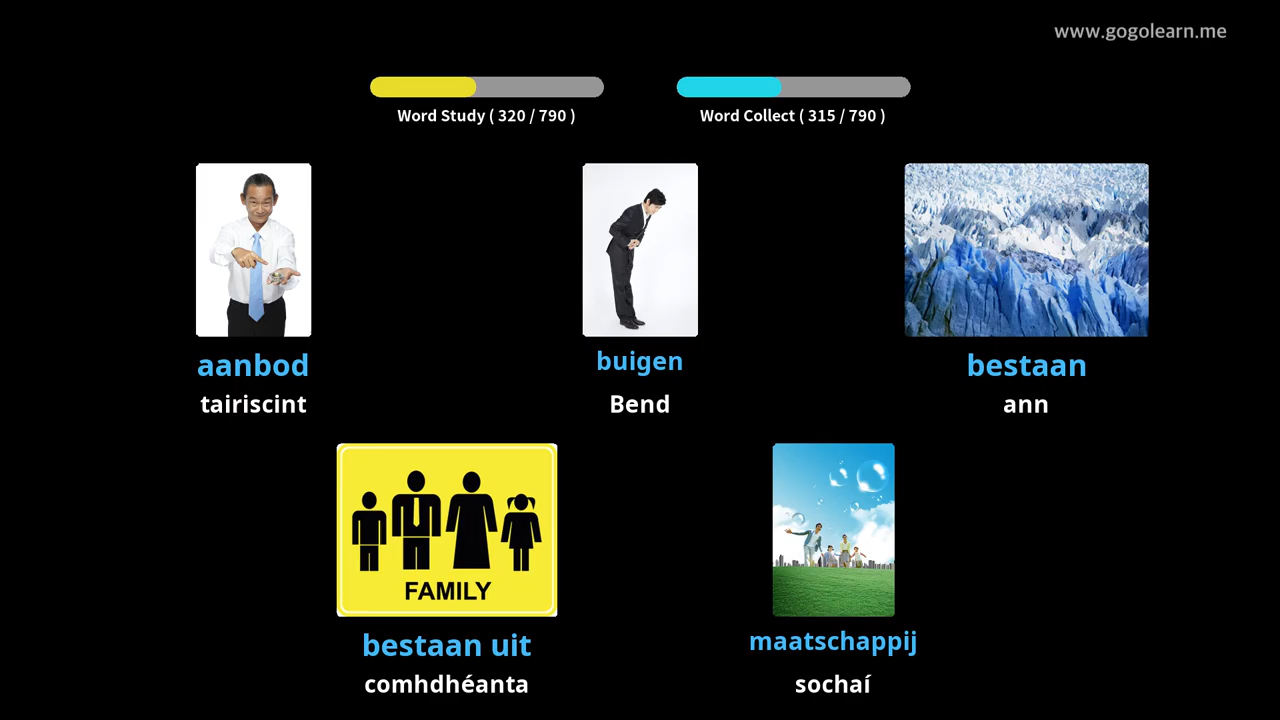 www.gogolearn.me
Word Study ( 320 / 790 )
Word Collect ( 315 / 790 )
aanbod
tairiscint
buigen
Bend
bestaan
ann
FAMILY
bestaan uit
comhdhéanta
maatschappij
sochaí